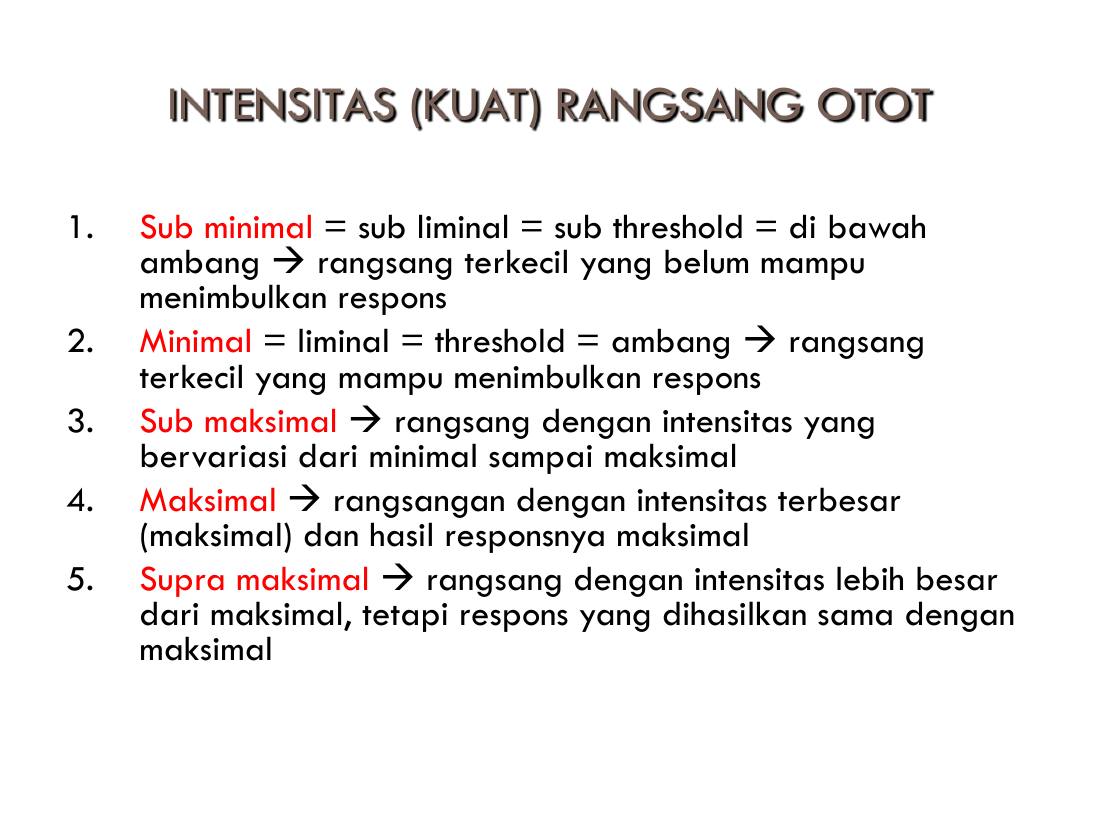 INTENSITAS (KUAT) RANGSANG OTOT
1. Sub minimal = sub liminal = sub threshold = di bawah
ambang → rangsang terkecil yang belum mampu
menimbulkan respons
2. Minimal = liminal = threshold = ambang → rangsang
terkecil yang mampu menimbulkan respons
3. Sub maksimal → rangsang dengan intensitas yang
bervariasi dari minimal sampai maksimal
4. Maksimal → rangsangan dengan intensitas terbesar
(maksimal) dan hasil responsnya maksimal
5. Supra maksimal → rangsang dengan intensitas lebih besar
dari maksimal, tetapi respons yang dihasilkan sama dengan
maksimal